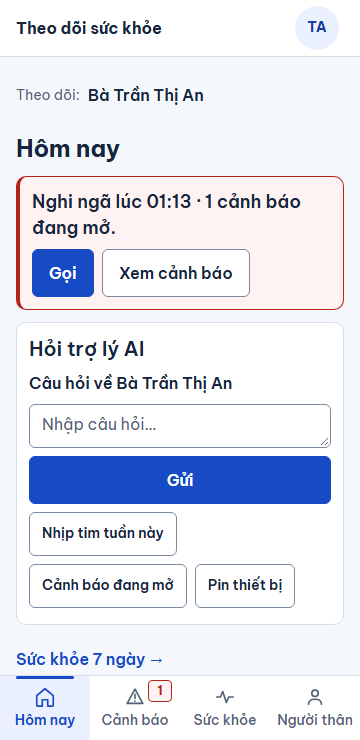 Theo dõi sức khỏe
TA
Theo dõi: Bà Trần Thị An
Hôm nay
Nghi ngã lúc 01:13 · 1 cảnh báo
đang mở.
Gọi
Xem cảnh báo
Hỏi trợ lý AI
Câu hỏi về Bà Trần Thị An
Nhập câu hỏi...
Gửi
Nhịp tim tuần này
Cảnh báo đang mở
Pin thiết bị
Sức khỏe 7 ngày →
1
Hôm nay
Cảnh báo
Sức khỏe
Người thân